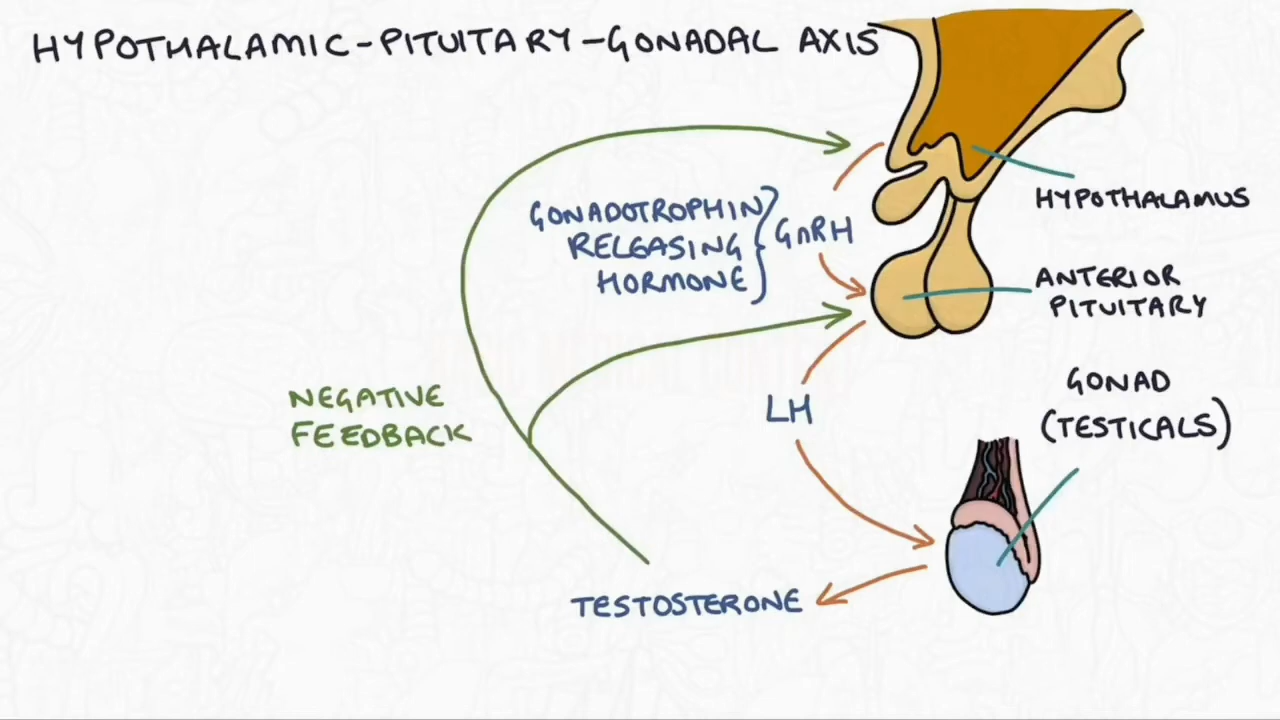 HYPOTHALAMIC-PITUITARY-GONADAL AXIS
GONADOTROPHIN
RELEASING
HORMONE
GnRH
HYPOTHALAMUS
ANTERIOR
PITUITARY
NEGATIVE
FEEDBACK
LH
GONAD
(TESTICALS)
TESTOSTERONE